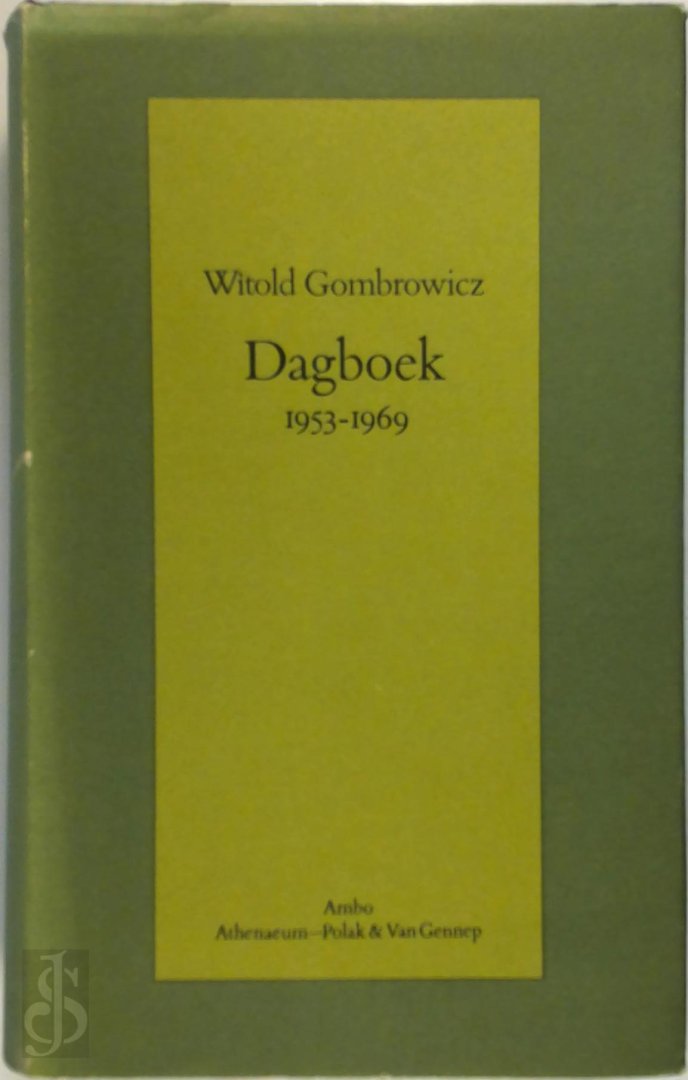 Witold Gombrowicz
Dagboek
1953-1969
Ambo
Athenaeum—Polak & Van Gennep